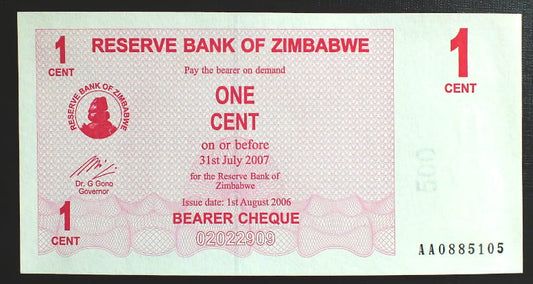 1
CENT
RESERVE BANK OF ZIMBABWE
1
CENT
Pay the bearer on demand
ONE
CENT
on or before
31st July 2007
for the Reserve Bank of
Zimbabwe
RESERVE BANK OF ZIMBABWE
Dr. G Gono
Governor
Issue date: 1st August 2006
BEARER CHEQUE
02022909
1
CENT
500
AA0885105